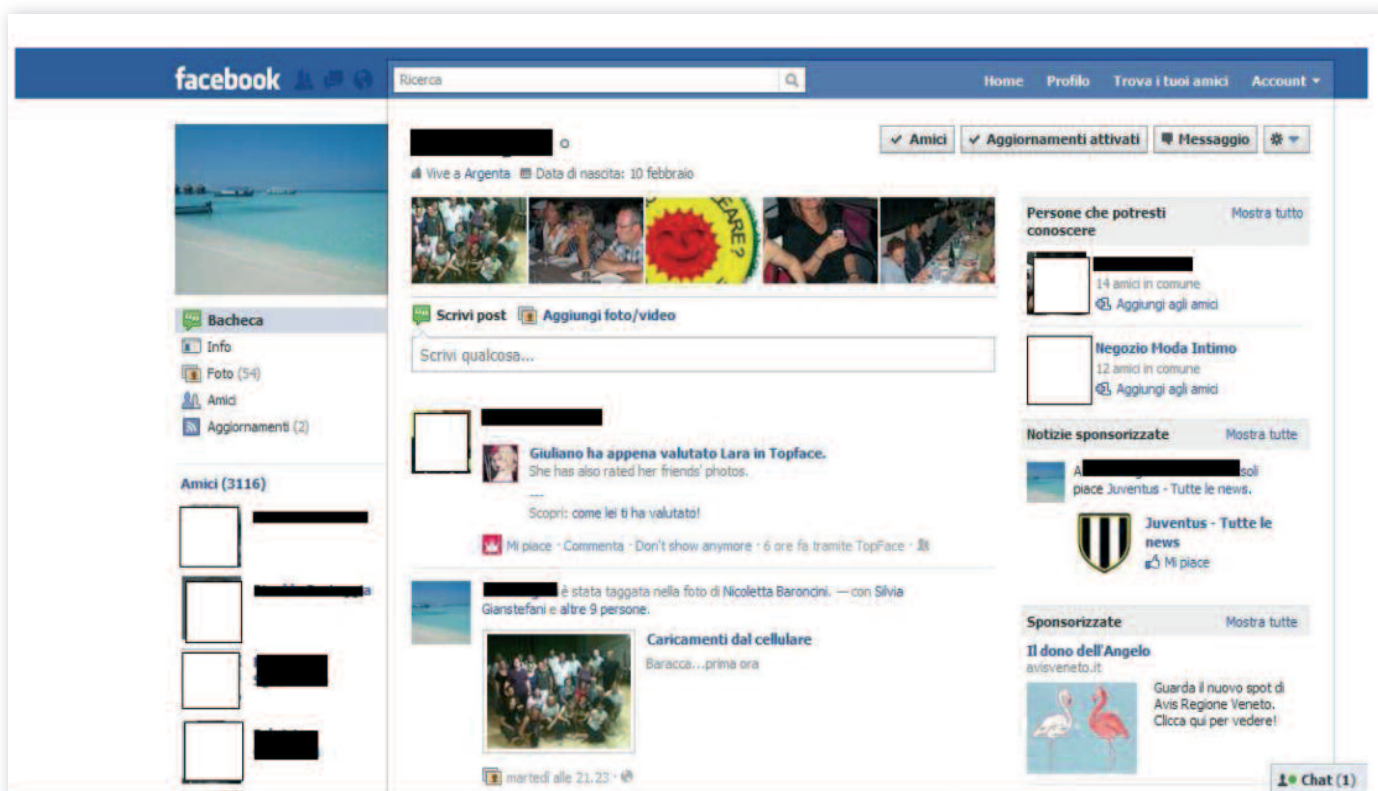 facebook
Ricerca
Home Profilo Trova i tuoi amici Account
Amici Aggiornamenti attivati Messaggio
Vive a Argenta Data di nascita: 10 febbraio
LEARE?
Scrivi post Aggiungi foto/video
Scrivi qualcosa...
Bacheca
Info
Foto (54)
Amici
Aggiornamenti (2)
Amici (3116)
Giuliano ha appena valutato Lara in Topface.
She has also rated her friends' photos.
---
Scopri: come lei ti ha valutato!
Mi piace · Commenta · Don't show anymore · 6 ore fa tramite TopFace ·
è stata taggata nella foto di Nicoletta Baroncini. — con Silvia
Gianstefani e altre 9 persone.
Caricamenti dal cellulare
Baracca...prima ora
martedì alle 21.23 ·
Persone che potresti conoscere Mostra tutto
14 amici in comune
Aggiungi agli amici
Negozio Moda Intimo
12 amici in comune
Aggiungi agli amici
Notizie sponsorizzate Mostra tutte
A soli
piace Juventus - Tutte le news.
Juventus - Tutte le
news
Mi piace
Sponsorizzate Mostra tutte
Il dono dell'Angelo
avisveneto.it
Guarda il nuovo spot di
Avis Regione Veneto.
Clicca qui per vedere!
Chat (1)